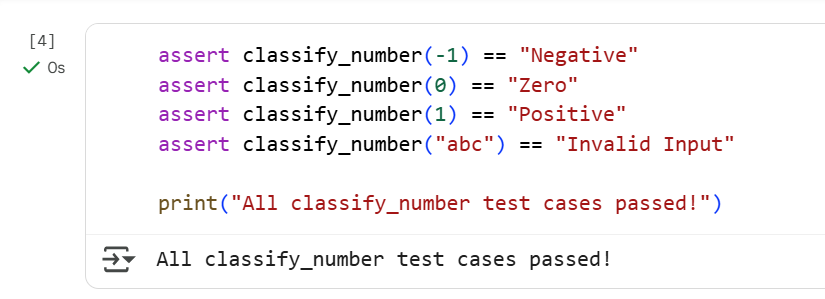 [4]
0s
assert classify_number(-1) == "Negative"
assert classify_number(0) == "Zero"
assert classify_number(1) == "Positive"
assert classify_number("abc") == "Invalid Input"
print("All classify_number test cases passed!")
All classify_number test cases passed!